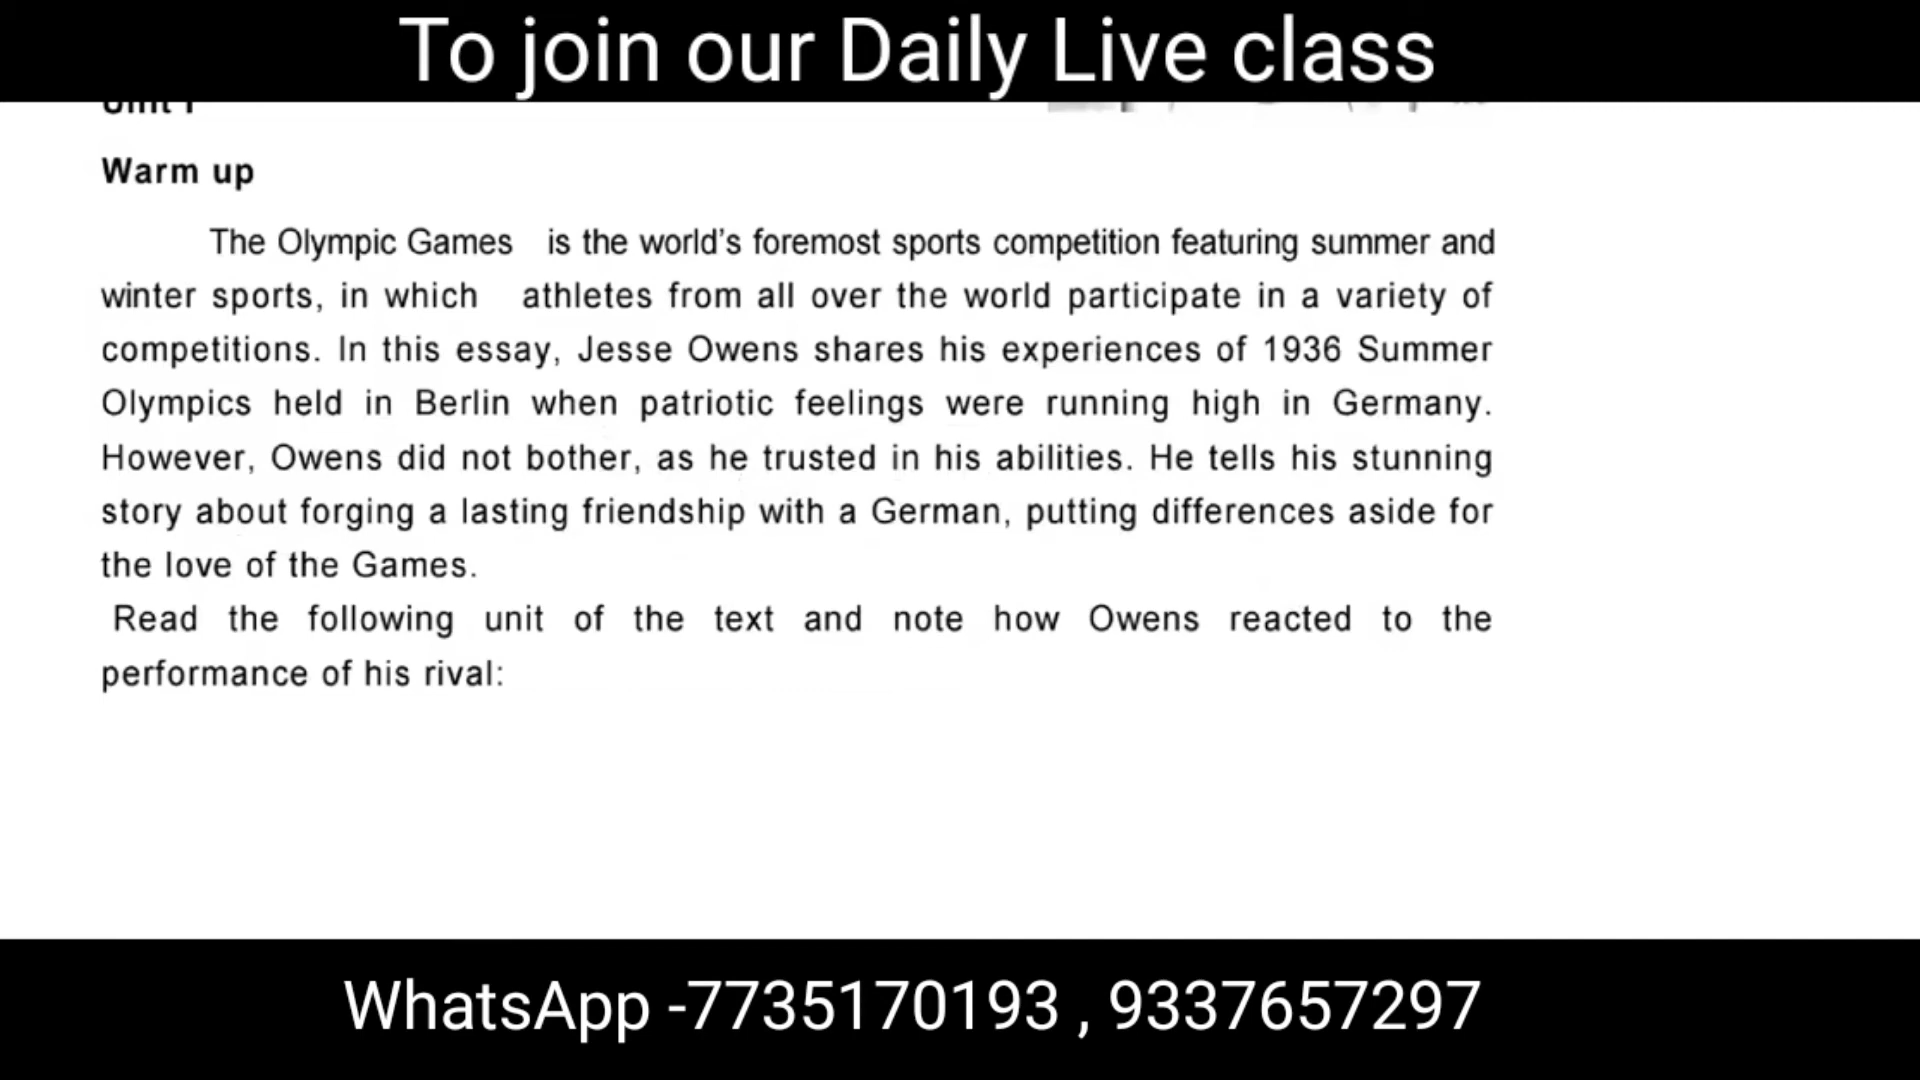 To join our Daily Live class
Warm up
The Olympic Games is the world's foremost sports competition featuring summer and
winter sports, in which athletes from all over the world participate in a variety of
competitions. In this essay, Jesse Owens shares his experiences of 1936 Summer
Olympics held in Berlin when patriotic feelings were running high in Germany.
However, Owens did not bother, as he trusted in his abilities. He tells his stunning
story about forging a lasting friendship with a German, putting differences aside for
the love of the Games.
Read the following unit of the text and note how Owens reacted to the
performance of his rival:
WhatsApp -7735170193 , 9337657297